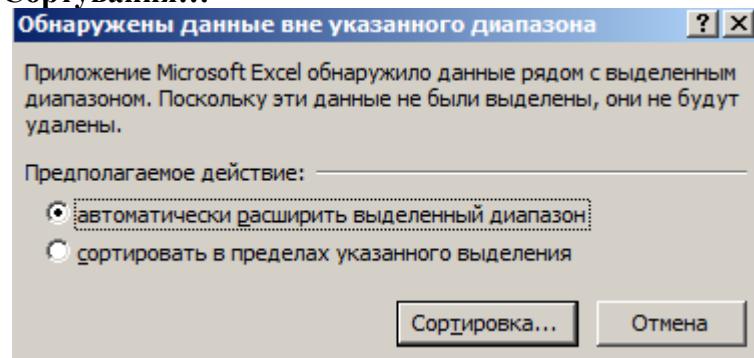 Сортування…
Обнаружены данные вне указанного диапазона
Приложение Microsoft Excel обнаружило данные рядом с выделенным
диапазоном. Поскольку эти данные не были выделены, они не будут
удалены.
Предполагаемое действие:
автоматически расширить выделенный диапазон
сортировать в пределах указанного выделения
Сортировка...
Отмена